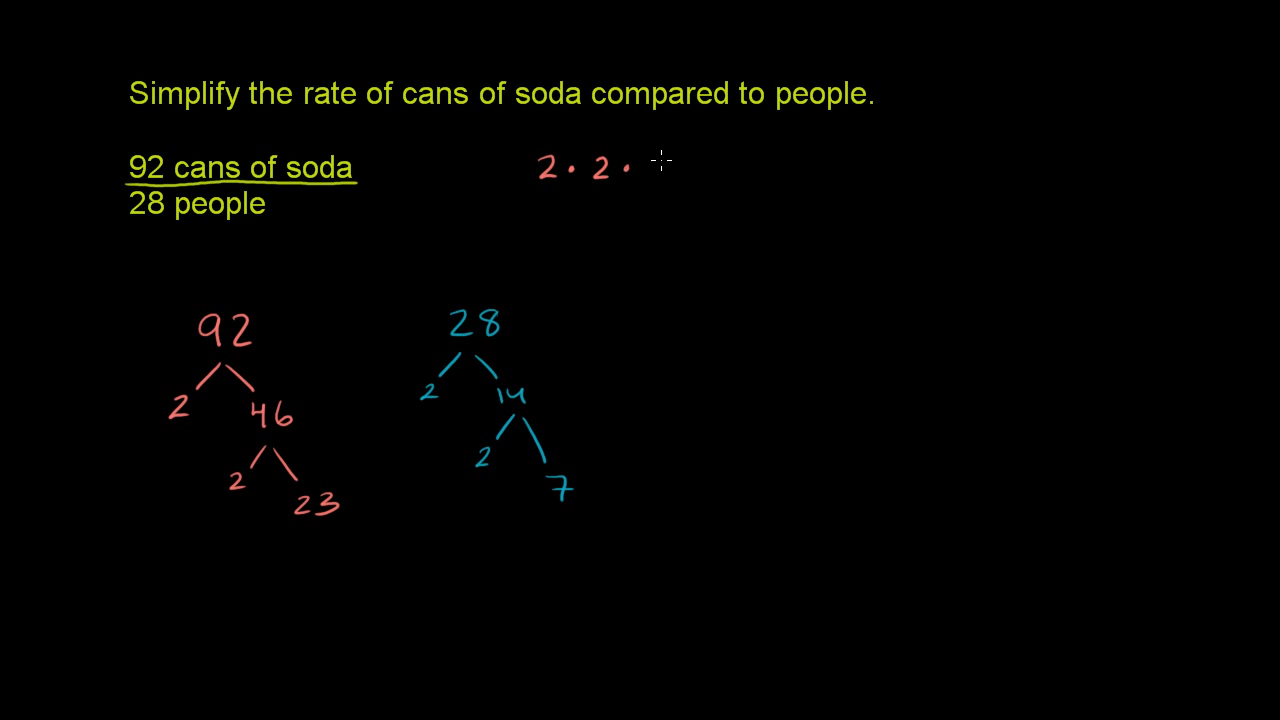 Simplify the rate of cans of soda compared to people.
92 cans of soda 2 · 2 ·
28 people
92 28
2 46 2 14
2 23 2 7